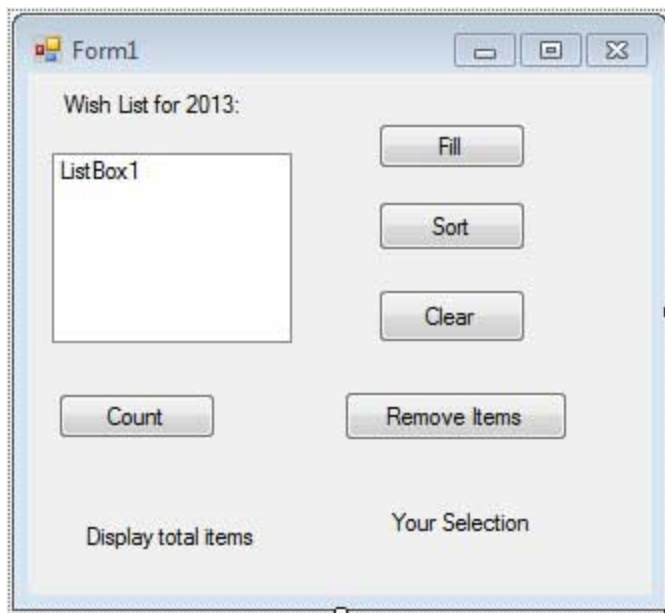 Form1
Wish List for 2013:
Fill
ListBox1
Sort
Clear
Count
Remove Items
Your Selection
Display total items